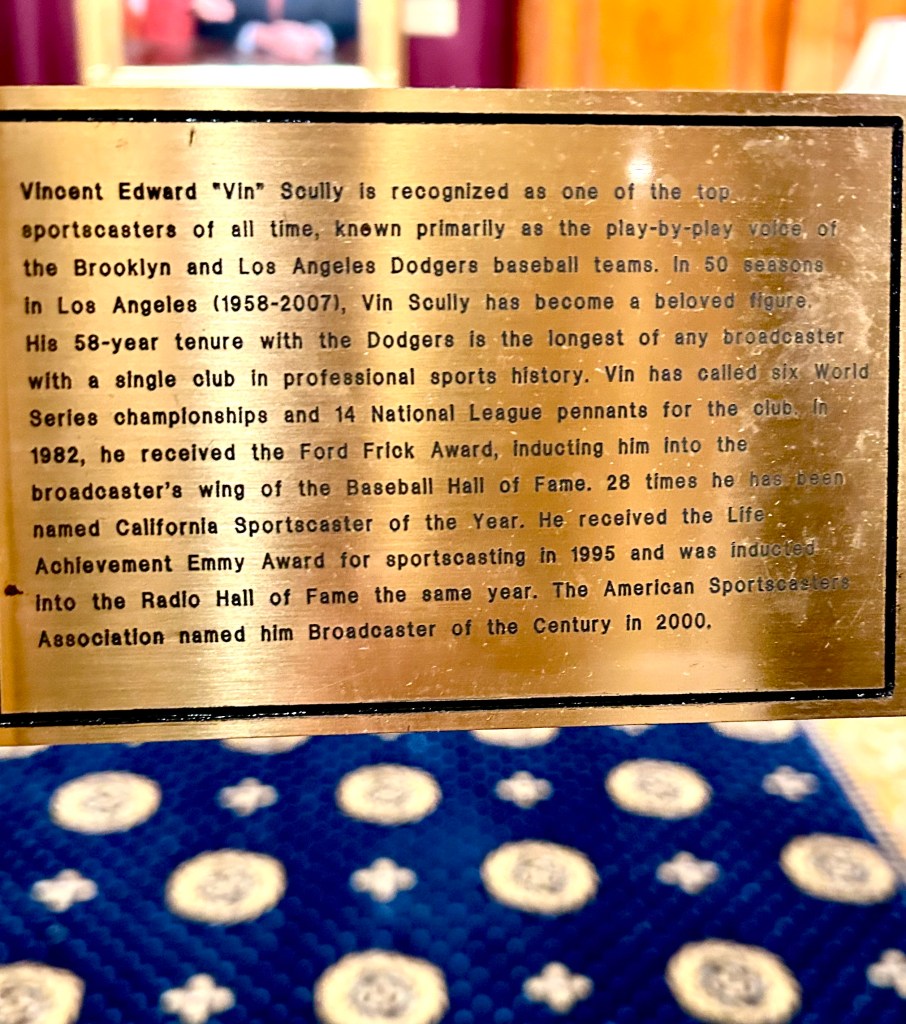 Vincent Edward "Vin" Scully is recognized as one of the top
sportscasters of all time, known primarily as the play-by-play voice of
the Brooklyn and Los Angeles Dodgers baseball teams. In 50 seasons
in Los Angeles (1958-2007), Vin Scully has become a beloved figure.
His 58-year tenure with the Dodgers is the longest of any broadcaster
with a single club in professional sports history. Vin has called six World
Series championships and 14 National League pennants for the club. In
1982, he received the Ford Frick Award, inducting him into the
broadcaster's wing of the Baseball Hall of Fame. 28 times he has been
named California Sportscaster of the Year. He received the Life
Achievement Emmy Award for sportscasting in 1995 and was inducted
into the Radio Hall of Fame the same year. The American Sportscasters
Association named him Broadcaster of the Century in 2000.